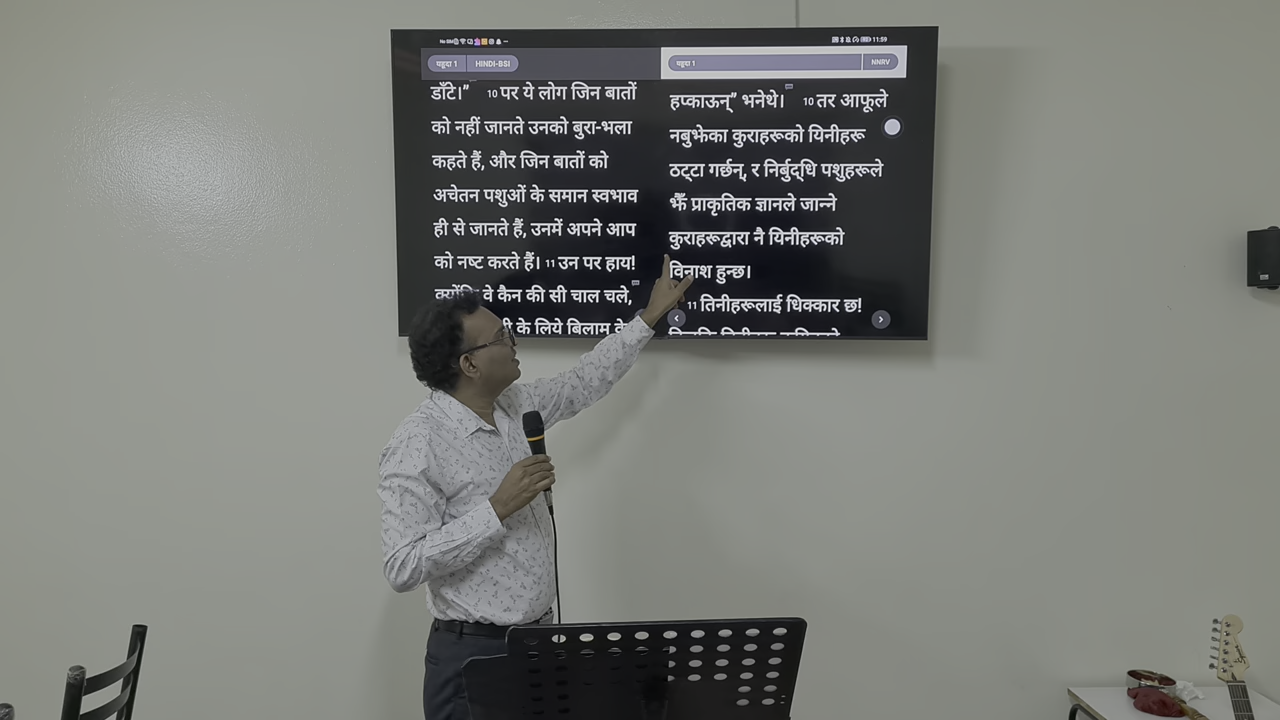 11:59
यहूदा 1 HINDI-BSI
डाँटे।” 10 पर ये लोग जिन बातों
को नहीं जानते उनको बुरा-भला
कहते हैं, और जिन बातों को
अचेतन पशुओं के समान स्वभाव
ही से जानते हैं, उनमें अपने आप
को नष्ट करते हैं। 11 उन पर हाय!
क्योंकि वे कैन की सी चाल चले,
के लिये बिलाम के
यहूदा 1 NNRV
हप्काऊन्” भनेथे। 10 तर आफूले
नबुझेका कुराहरूको यिनीहरू
ठट्टा गर्छन्, र निर्बुद्धि पशुहरूले
झैँ प्राकृतिक ज्ञानले जान्ने
कुराहरूद्वारा नै यिनीहरूको
विनाश हुन्छ।
11 तिनीहरूलाई धिक्कार छ!